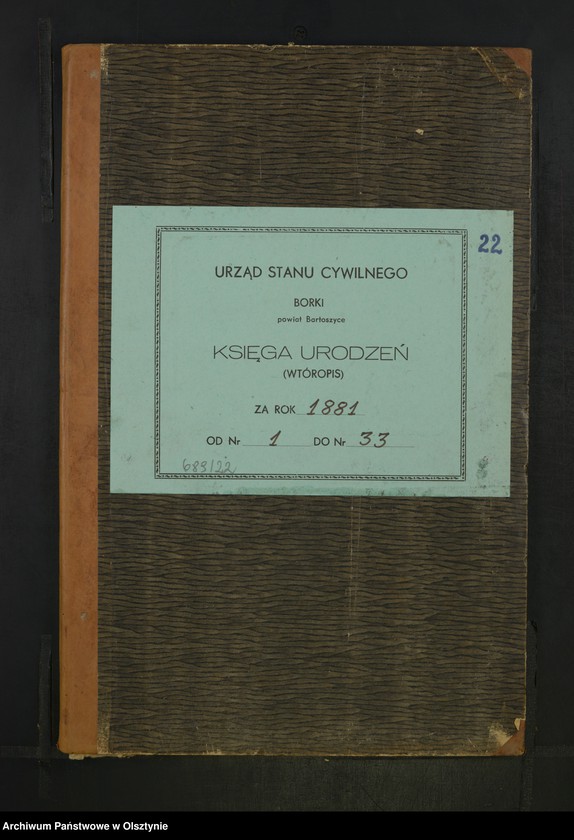 22
URZĄD STANU CYWILNEGO
BORKI
powiat Bartoszyce
KSIĘGA URODZEŃ
(WTÓROPIS)
ZA ROK 1881
OD Nr 1 DO Nr 33
689/22
Archiwum Państwowe w Olsztynie